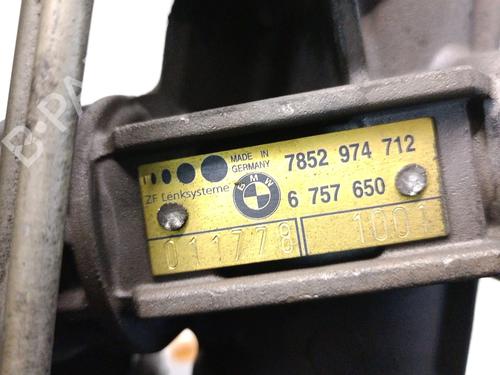 MADE IN
GERMANY
7852 974 712
ZF Lenksysteme
BMW
6 757 650
011778
1001
B-PA